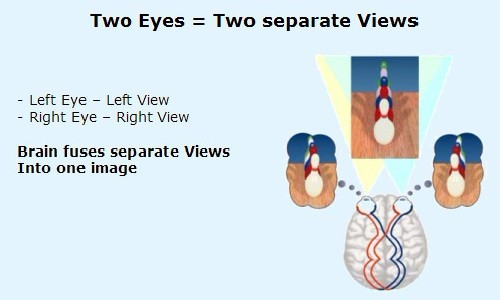 Two Eyes = Two separate Views
- Left Eye – Left View
- Right Eye – Right View
Brain fuses separate Views
Into one image